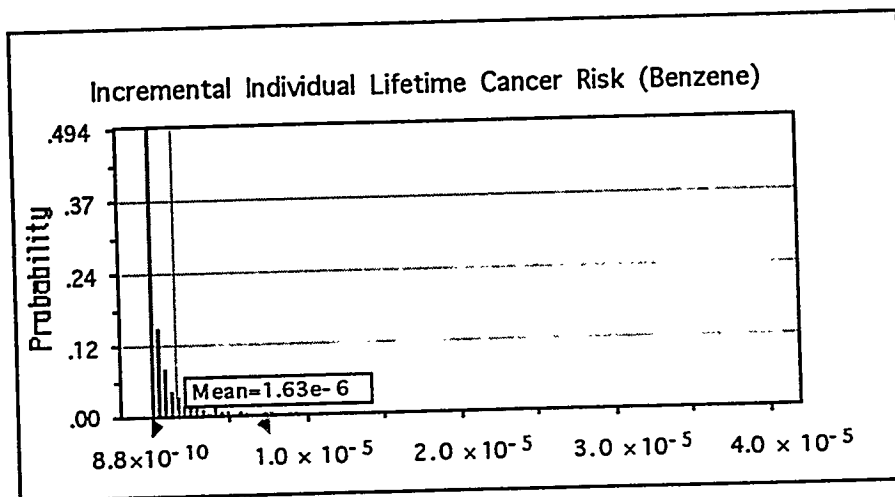 Incremental Individual Lifetime Cancer Risk (Benzene)
Probability
.494
.37
.24
.12
.00
Mean=1.63e-6
8.8×10⁻¹⁰ 1.0 × 10⁻⁵ 2.0 × 10⁻⁵ 3.0 × 10⁻⁵ 4.0 × 10⁻⁵